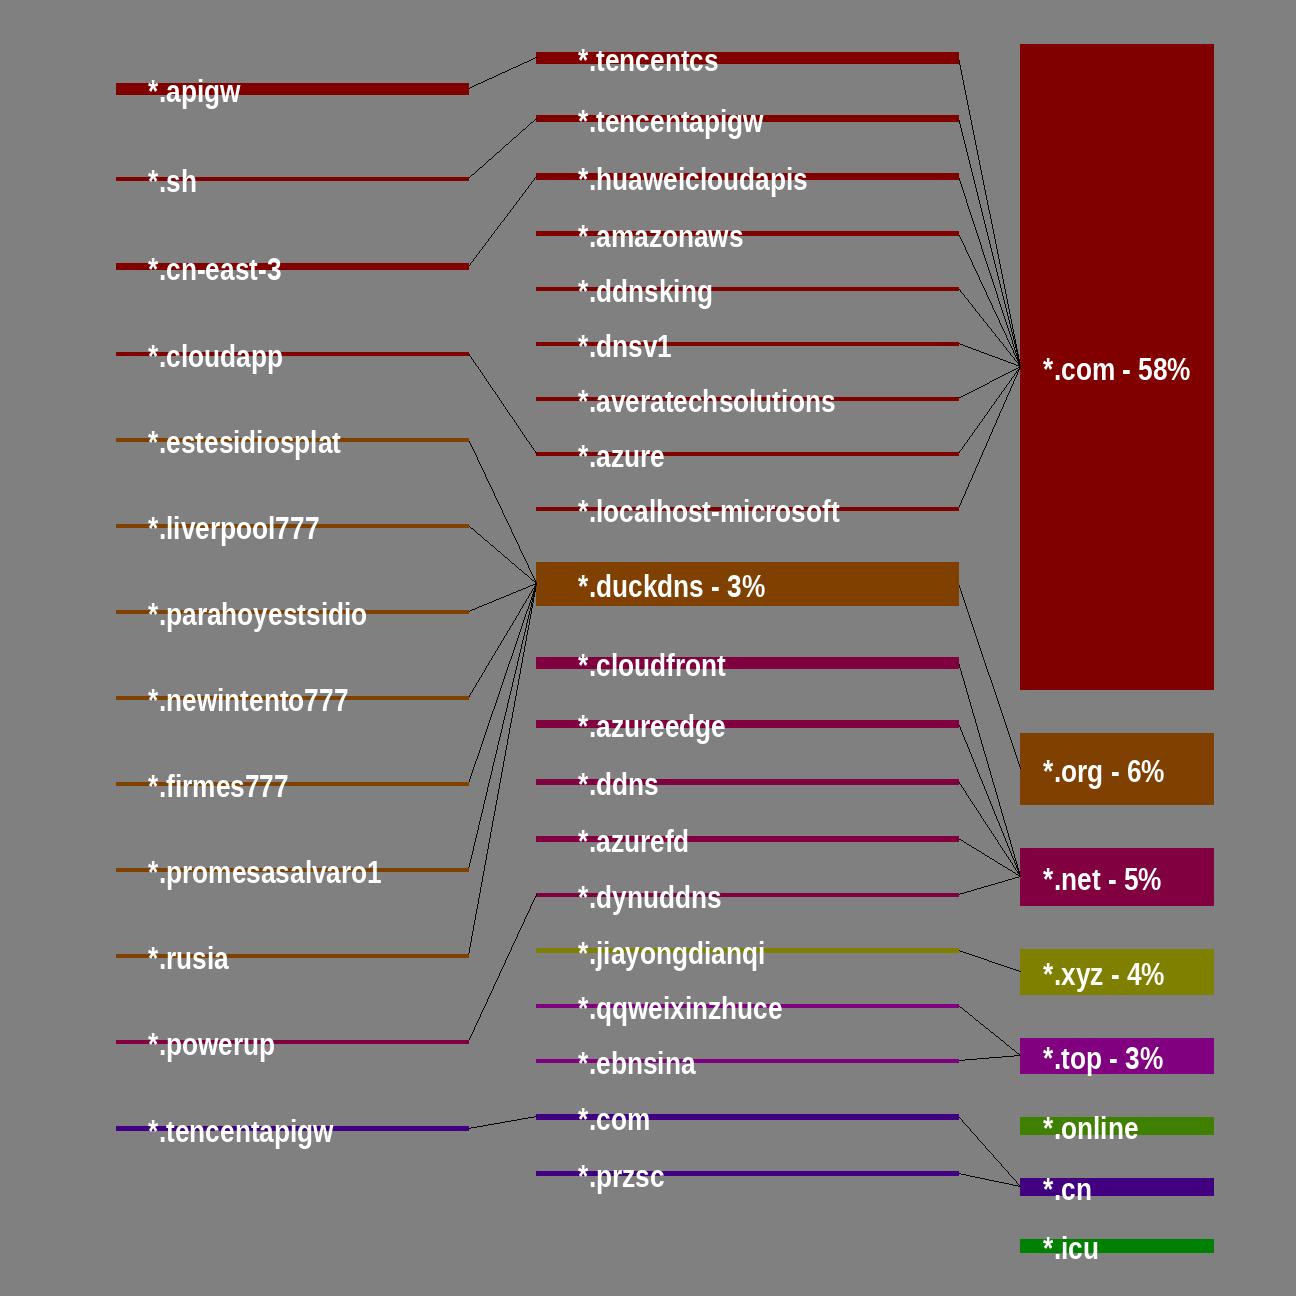 *.apigw
*.sh
*.cn-east-3
*.cloudapp
*.estesidiosplat
*.liverpool777
*.parahoyestsidio
*.newintento777
*.firmes777
*.promesasalvaro1
*.rusia
*.powerup
*.tencentapigw
*.tencentcs
*.tencentapigw
*.huaweicloudapis
*.amazonaws
*.ddnsking
*.dnsv1
*.averatechsolutions
*.azure
*.localhost-microsoft
*.duckdns - 3%
*.cloudfront
*.azureedge
*.ddns
*.azurefd
*.dynuddns
*.jiayongdianqi
*.qqweixinzhuce
*.ebnsina
*.com
*.przsc
*.com - 58%
*.org - 6%
*.net - 5%
*.xyz - 4%
*.top - 3%
*.online
*.cn
*.icu